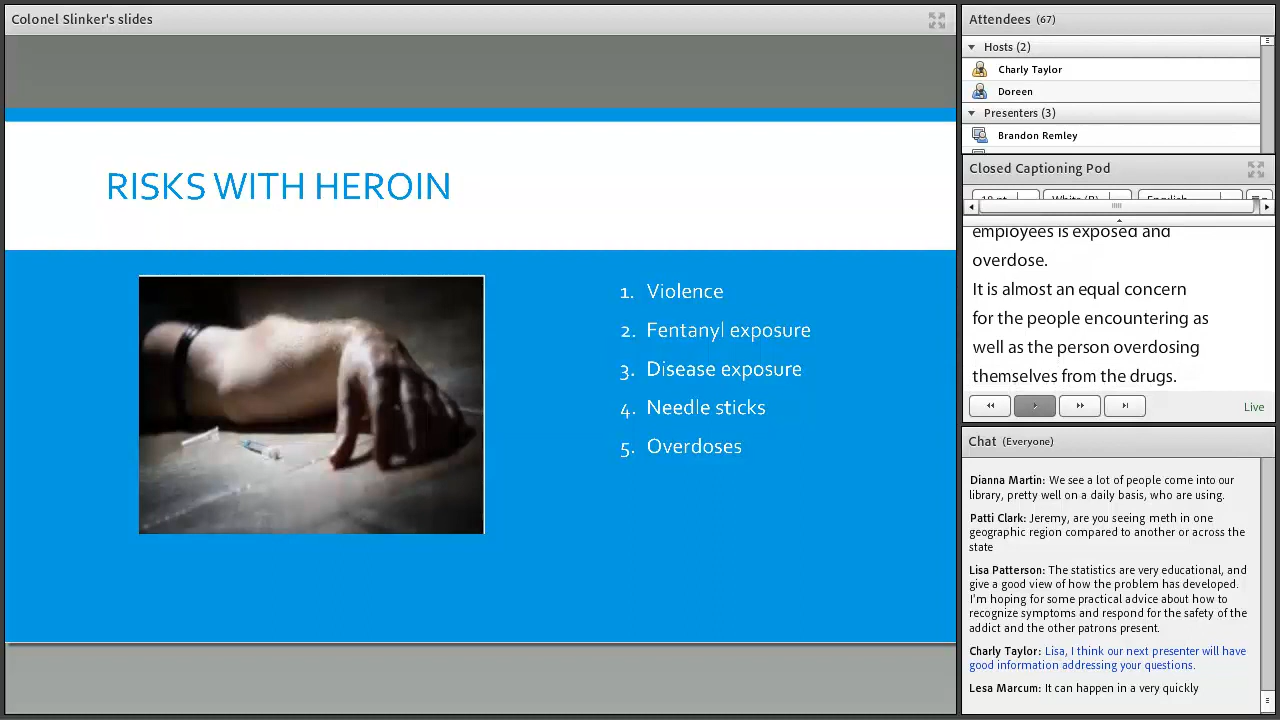 Colonel Slinker's slides
RISKS WITH HEROIN
1. Violence
2. Fentanyl exposure
3. Disease exposure
4. Needle sticks
5. Overdoses
Attendees (67)
Hosts (2)
Charly Taylor
Doreen
Presenters (3)
Brandon Remley
Closed Captioning Pod
employees is exposed and
overdose.
It is almost an equal concern
for the people encountering as
well as the person overdosing
themselves from the drugs.
Live
Chat (Everyone)
Dianna Martin: We see a lot of people come into our
library, pretty well on a daily basis, who are using.
Patti Clark: Jeremy, are you seeing meth in one
geographic region compared to another or across the
state
Lisa Patterson: The statistics are very educational, and
give a good view of how the problem has developed.
I'm hoping for some practical advice about how to
recognize symptoms and respond for the safety of the
addict and the other patrons present.
Charly Taylor: Lisa, I think our next presenter will have
good information addressing your questions.
Lesa Marcum: It can happen in a very quickly